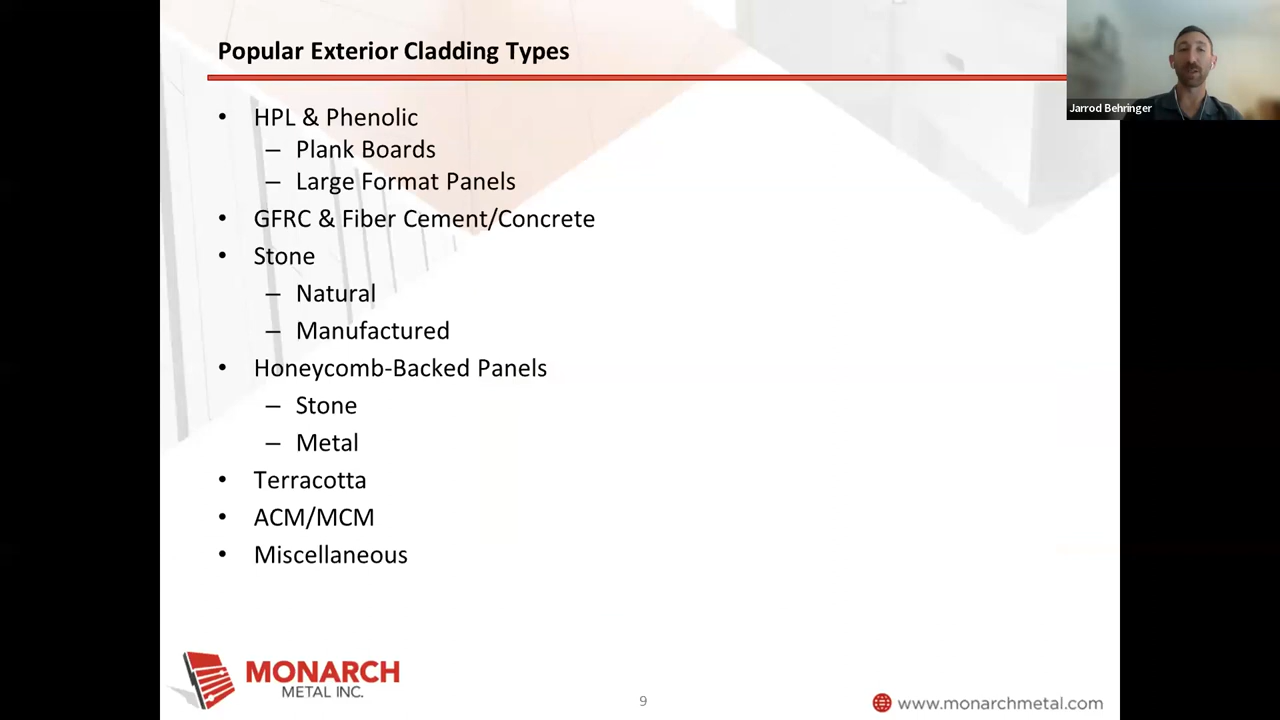 Popular Exterior Cladding Types
Jarrod Behringer
• HPL & Phenolic
– Plank Boards
– Large Format Panels
• GFRC & Fiber Cement/Concrete
• Stone
– Natural
– Manufactured
• Honeycomb-Backed Panels
– Stone
– Metal
• Terracotta
• ACM/MCM
• Miscellaneous
MONARCH
METAL INC.
9
www.monarchmetal.com